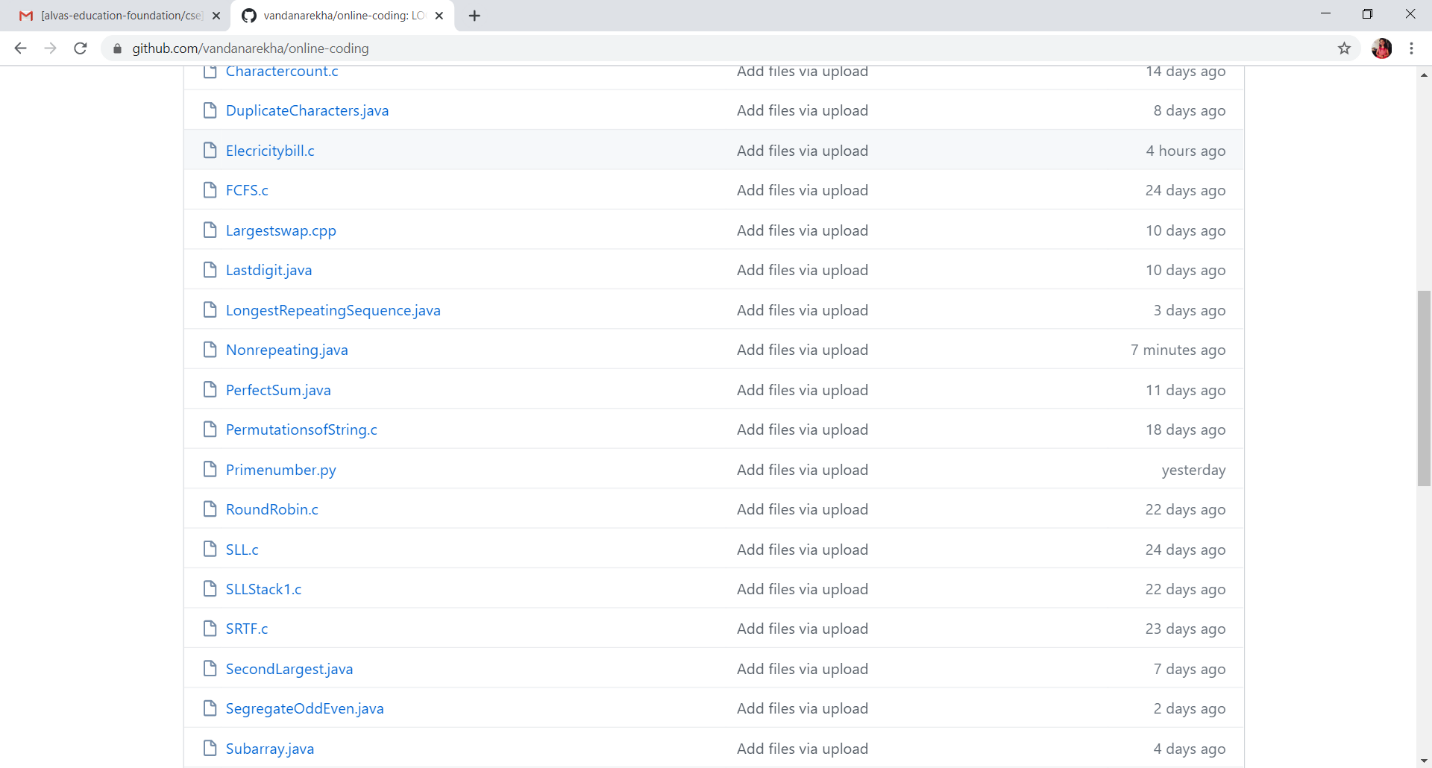 [alvas-education-foundation/cse]
vandanarekha/online-coding: LO
github.com/vandanarekha/online-coding
Charactercount.c Add files via upload 14 days ago
DuplicateCharacters.java Add files via upload 8 days ago
Elecricitybill.c Add files via upload 4 hours ago
FCFS.c Add files via upload 24 days ago
Largestswap.cpp Add files via upload 10 days ago
Lastdigit.java Add files via upload 10 days ago
LongestRepeatingSequence.java Add files via upload 3 days ago
Nonrepeating.java Add files via upload 7 minutes ago
PerfectSum.java Add files via upload 11 days ago
PermutationsofString.c Add files via upload 18 days ago
Primenumber.py Add files via upload yesterday
RoundRobin.c Add files via upload 22 days ago
SLL.c Add files via upload 24 days ago
SLLStack1.c Add files via upload 22 days ago
SRTF.c Add files via upload 23 days ago
SecondLargest.java Add files via upload 7 days ago
SegregateOddEven.java Add files via upload 2 days ago
Subarray.java Add files via upload 4 days ago